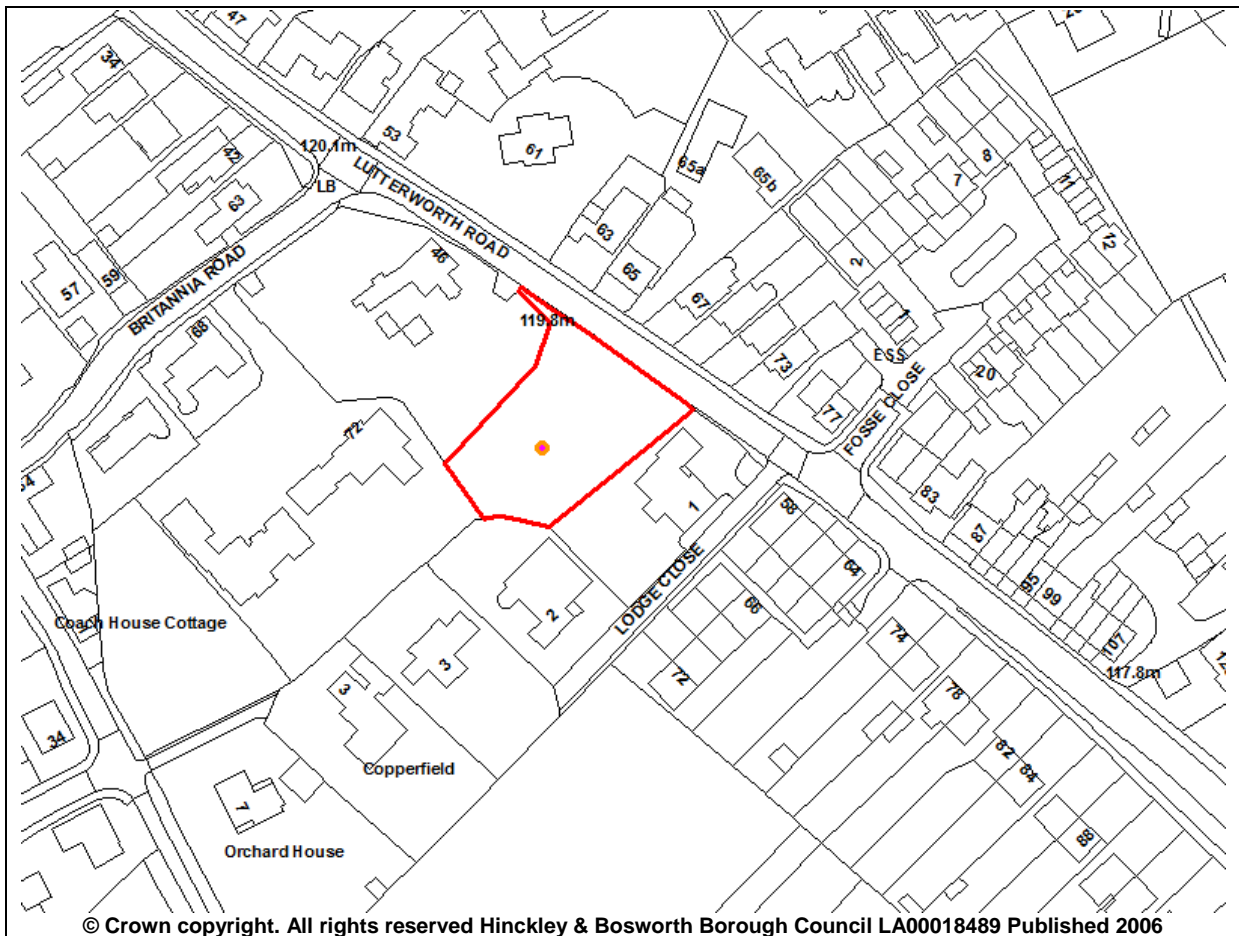 47
34
53
120.1m
61
65a
65b
8
7
11
12
42
LB
63
LUTTERWORTH ROAD
63
65
2
57
59
BRITANNIA ROAD
46
67
1
68
119.8m
73
ESS
20
77
FOSSE CLOSE
72
83
1
58
87
95
99
64
107
117.8m
Coach House Cottage
2
LODGE CLOSE
66
3
3
72
74
78
34
Copperfield
82
84
7
88
Orchard House
© Crown copyright. All rights reserved Hinckley & Bosworth Borough Council LA00018489 Published 2006